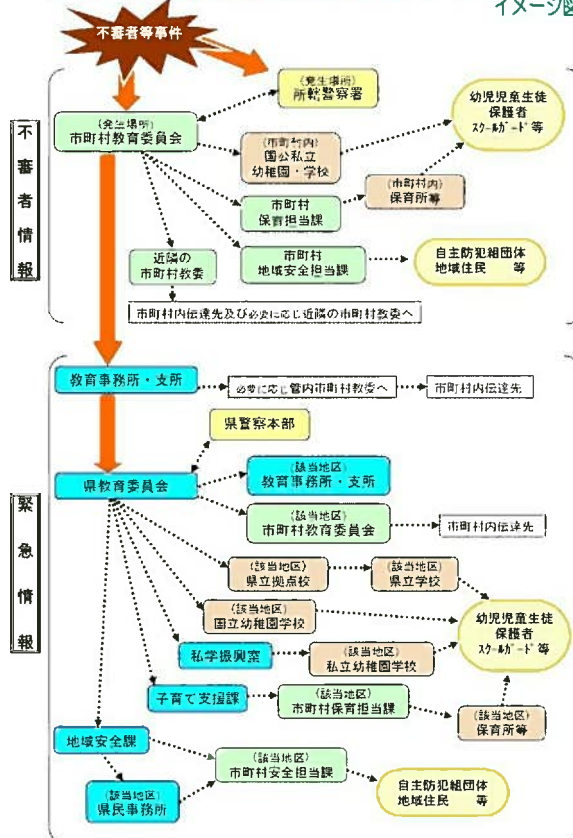 イメージ図
不審者等事件
不審者情報
(発生場所)
所轄警察署
(発生場所)
市町村教育委員会
幼児児童生徒
保護者
スクールガード等
(市町村内)
国公私立
幼稚園・学校
(市町村内)
保育所等
市町村
保育担当課
近隣の
市町村教委
市町村
地域安全担当課
自主防犯組団体
地域住民 等
市町村内伝達先及び必要に応じ近隣の市町村教委へ
緊急情報
教育事務所・支所
必要に応じ管内市町村教委へ
市町村内伝達先
県警察本部
県教育委員会
(該当地区)
教育事務所・支所
(該当地区)
市町村教育委員会
市町村内伝達先
(該当地区)
県立拠点校
(該当地区)
県立学校
(該当地区)
国立幼稚園学校
幼児児童生徒
保護者
スクールガード等
私学振興室
(該当地区)
私立幼稚園学校
子育て支援課
(該当地区)
市町村保育担当課
(該当地区)
保育所等
地域安全課
(該当地区)
市町村安全担当課
(該当地区)
県民事務所
自主防犯組団体
地域住民 等